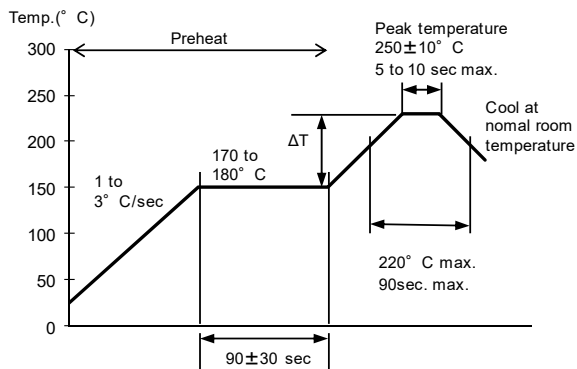 Temp.(° C)
Preheat
Peak temperature
250±10° C
5 to 10 sec max.
Cool at
nomal room
temperature
300
250
200
150
100
50
0
1 to
3° C/sec
170 to
180° C
ΔT
220° C max.
90sec. max.
90±30 sec